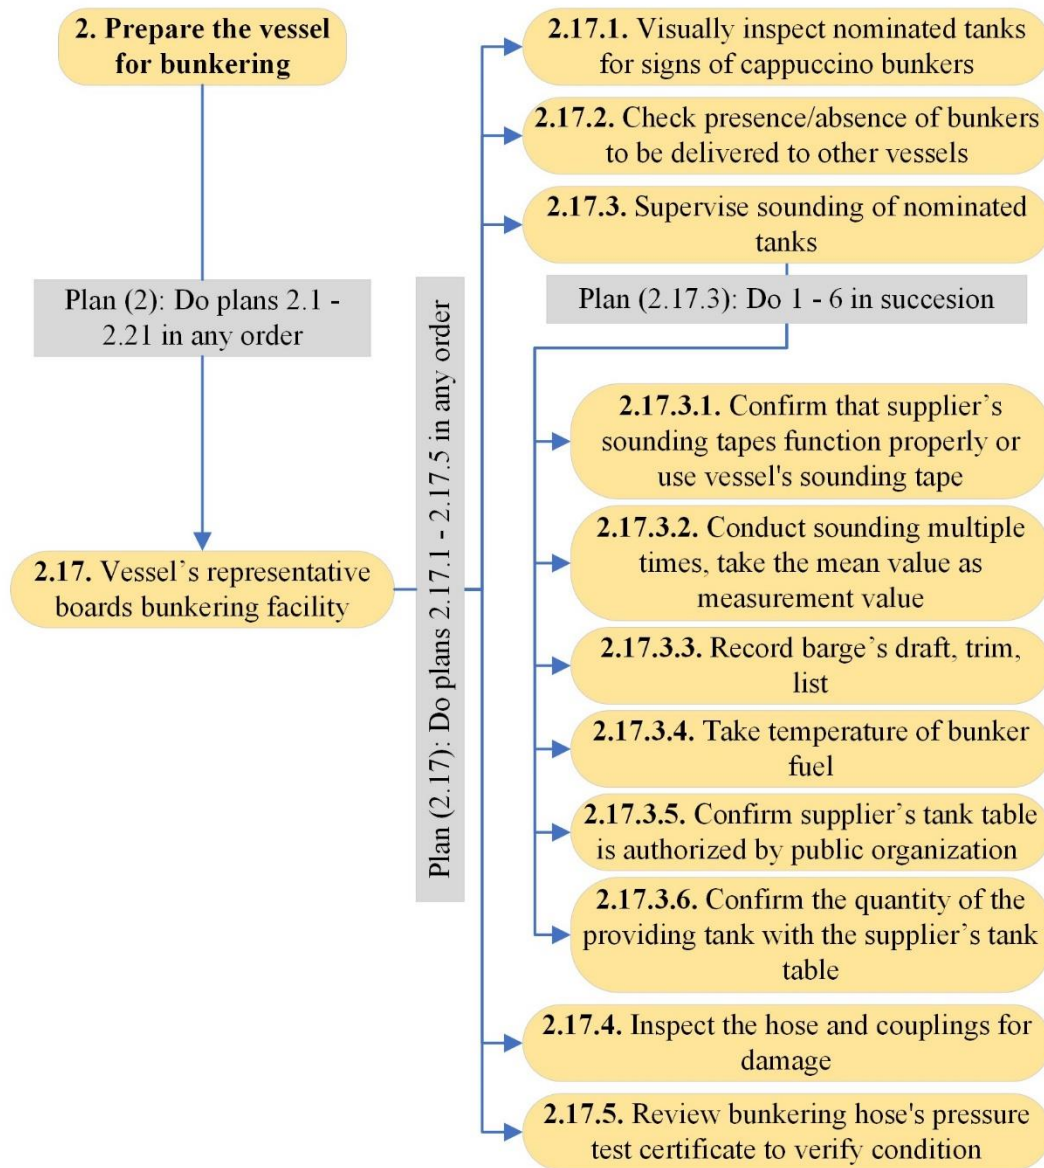 2. Prepare the vessel
for bunkering
Plan (2): Do plans 2.1 -
2.21 in any order
2.17. Vessel’s representative
boards bunkering facility
Plan (2.17): Do plans 2.17.1 - 2.17.5 in any order
2.17.1. Visually inspect nominated tanks
for signs of cappuccino bunkers
2.17.2. Check presence/absence of bunkers
to be delivered to other vessels
2.17.3. Supervise sounding of nominated
tanks
Plan (2.17.3): Do 1 - 6 in succesion
2.17.3.1. Confirm that supplier’s
sounding tapes function properly or
use vessel's sounding tape
2.17.3.2. Conduct sounding multiple
times, take the mean value as
measurement value
2.17.3.3. Record barge’s draft, trim,
list
2.17.3.4. Take temperature of bunker
fuel
2.17.3.5. Confirm supplier’s tank table
is authorized by public organization
2.17.3.6. Confirm the quantity of the
providing tank with the supplier’s tank
table
2.17.4. Inspect the hose and couplings for
damage
2.17.5. Review bunkering hose's pressure
test certificate to verify condition